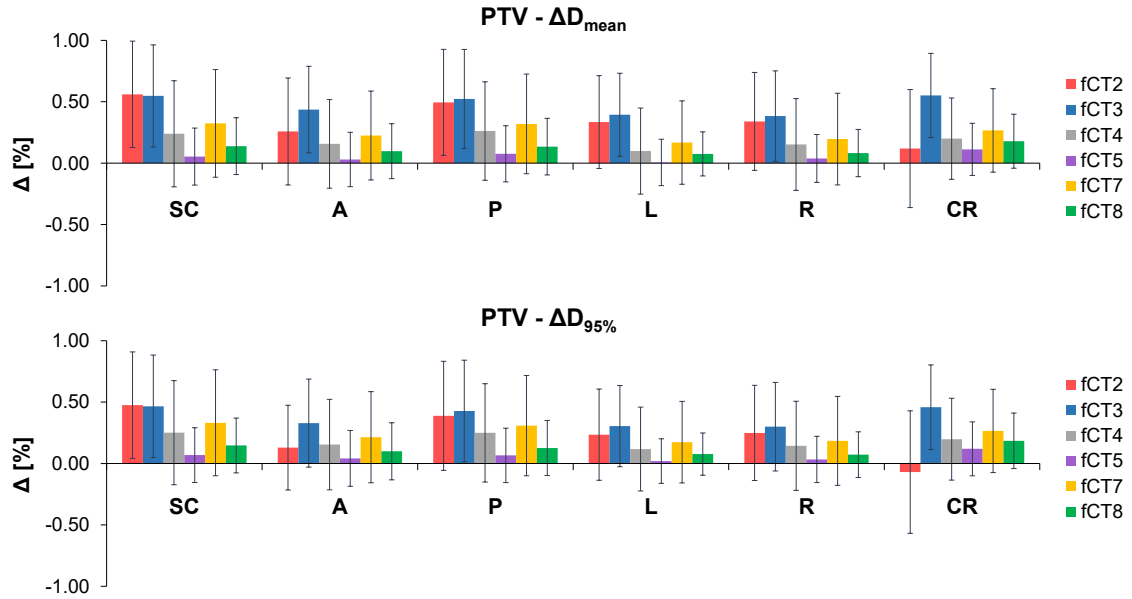 PTV - ΔDmean
Δ [%]
1.00
0.50
0.00
-0.50
-1.00
SC A P L R CR
fCT2
fCT3
fCT4
fCT5
fCT7
fCT8
PTV - ΔD95%
Δ [%]
1.00
0.50
0.00
-0.50
-1.00
SC A P L R CR
fCT2
fCT3
fCT4
fCT5
fCT7
fCT8